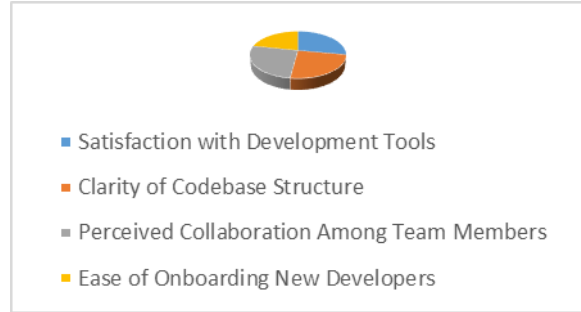 Satisfaction with Development Tools
Clarity of Codebase Structure
Perceived Collaboration Among Team Members
Ease of Onboarding New Developers